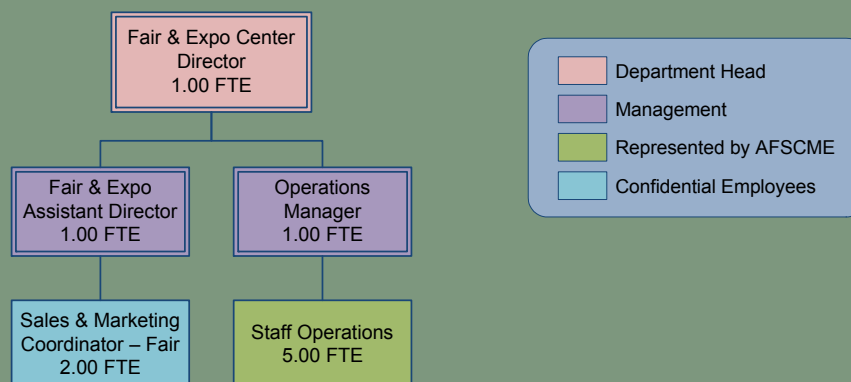 Fair & Expo Center
Director
1.00 FTE
Fair & Expo
Assistant Director
1.00 FTE
Operations
Manager
1.00 FTE
Sales & Marketing
Coordinator – Fair
2.00 FTE
Staff Operations
5.00 FTE
Department Head
Management
Represented by AFSCME
Confidential Employees